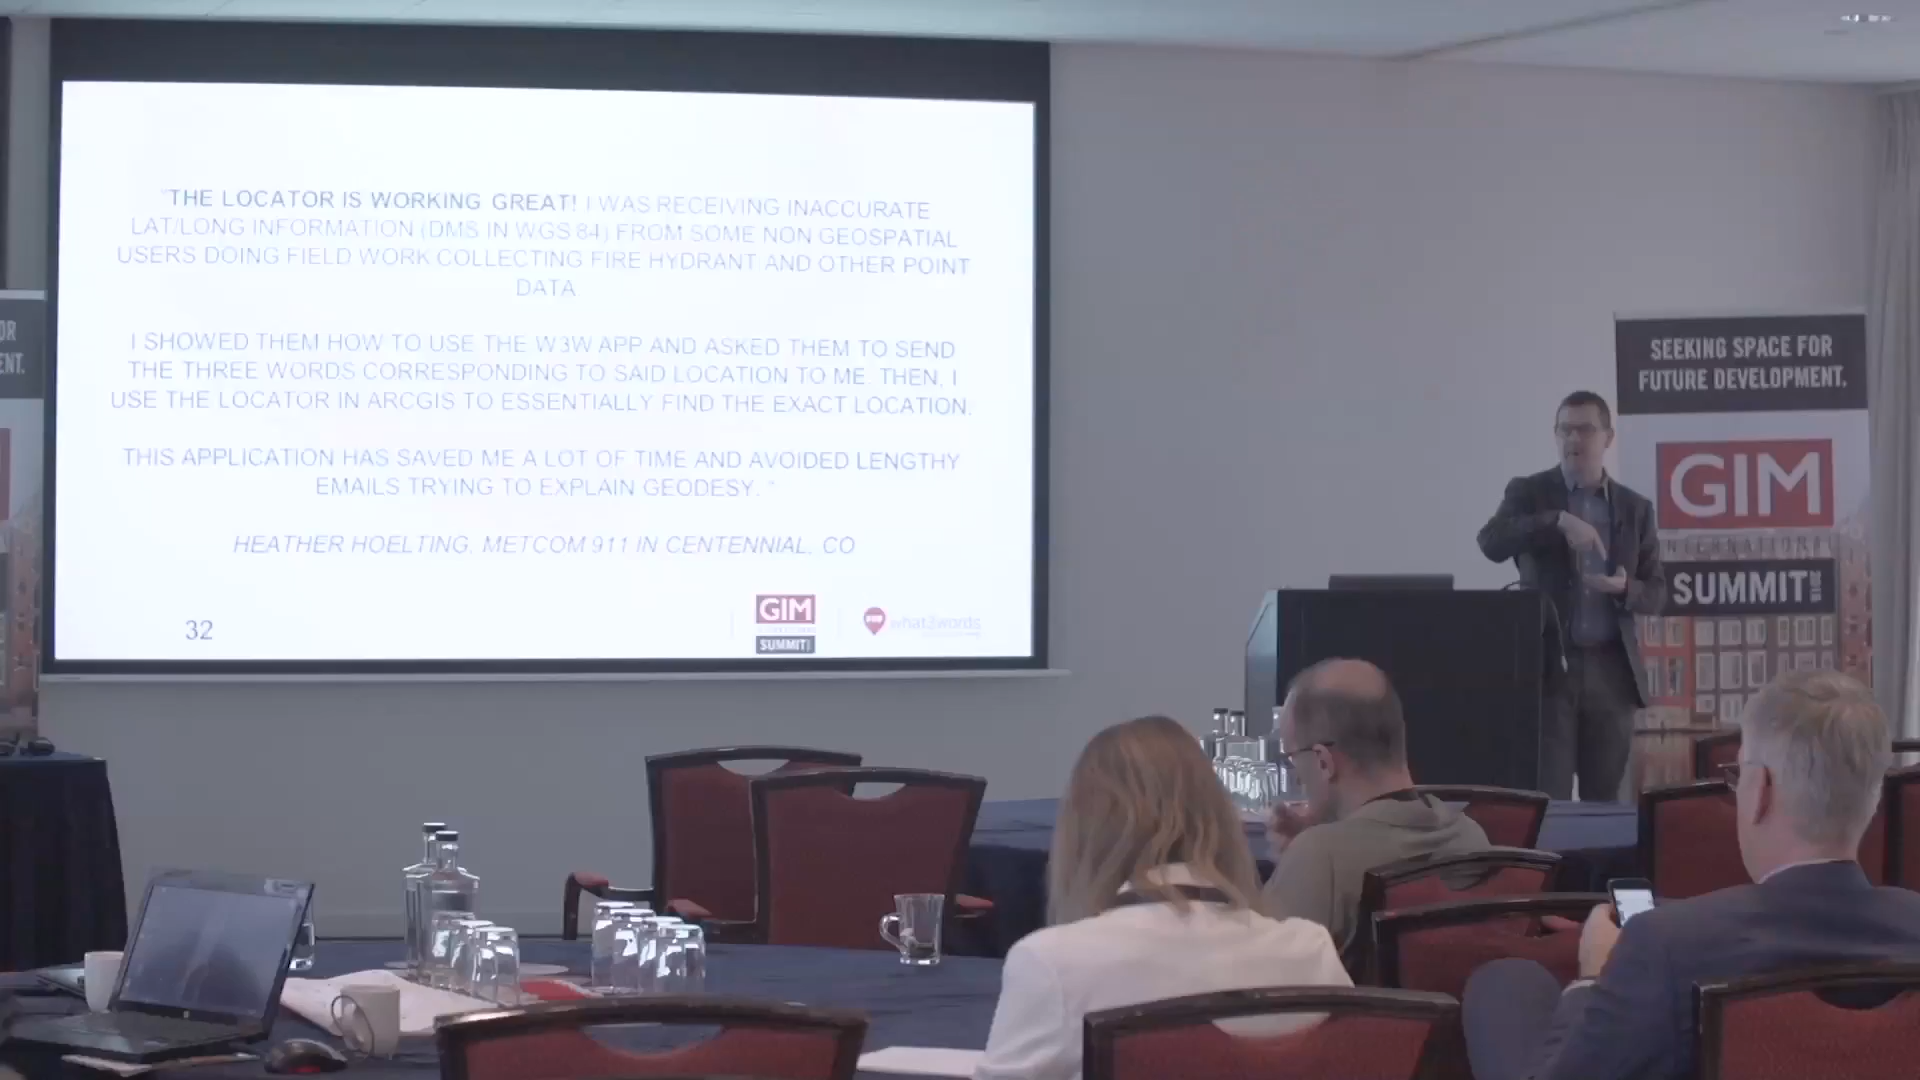 "THE LOCATOR IS WORKING GREAT! I WAS RECEIVING INACCURATE
LAT/LONG INFORMATION (DMS IN WGS 84) FROM SOME NON GEOSPATIAL
USERS DOING FIELD WORK COLLECTING FIRE HYDRANT AND OTHER POINT
DATA
I SHOWED THEM HOW TO USE THE W3W APP AND ASKED THEM TO SEND
THE THREE WORDS CORRESPONDING TO SAID LOCATION TO ME. THEN, I
USE THE LOCATOR IN ARCGIS TO ESSENTIALLY FIND THE EXACT LOCATION.
THIS APPLICATION HAS SAVED ME A LOT OF TIME AND AVOIDED LENGTHY
EMAILS TRYING TO EXPLAIN GEODESY. "
HEATHER HOELTING, METCOM 911 IN CENTENNIAL, CO
32
GIM
SUMMIT
what3words
OR
ENT.
SEEKING SPACE FOR
FUTURE DEVELOPMENT.
GIM
INTERNATIONAL
SUMMIT 2018